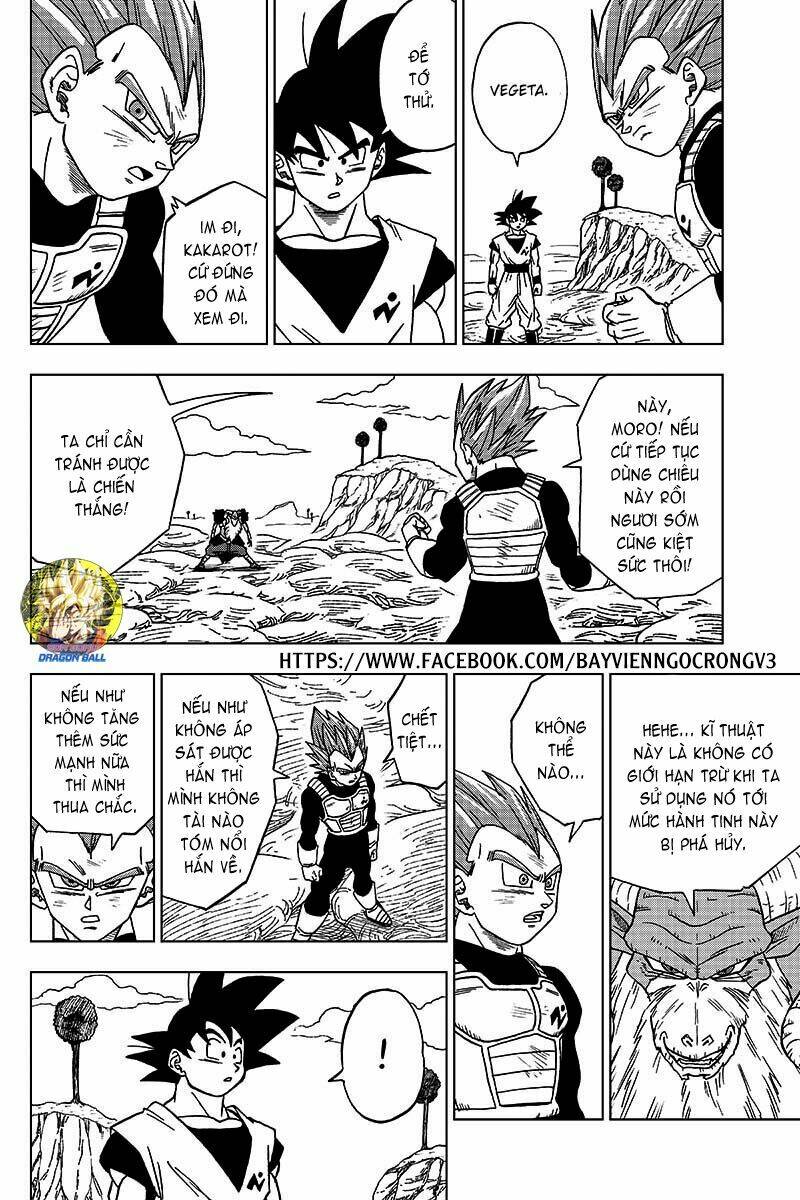 VEGETA.
ĐỂ
TỚ
THỬ.
IM ĐI,
KAKAROT!
CỨ ĐỨNG
ĐÓ MÀ
XEM ĐI.
NÀY,
MORO! NẾU
CỨ TIẾP TỤC
DÙNG CHIÊU
NÀY RỒI
NGƯƠI SỚM
CŨNG KIỆT
SỨC THÔI!
TA CHỈ CẦN
TRÁNH ĐƯỢC
LÀ CHIẾN
THẮNG!
DRAGON BALL
HTTPS://WWW.FACEBOOK.COM/BAYVIENNGOCRONGV3
HEHE... KĨ THUẬT
NÀY LÀ KHÔNG CÓ
GIỚI HẠN TRỪ KHI TA
SỬ DỤNG NÓ TỚI
MỨC HÀNH TINH NÀY
BỊ PHÁ HỦY.
KHÔNG
THỂ
NÀO...
CHẾT
TIỆT...
NẾU NHƯ
KHÔNG ÁP
SÁT ĐƯỢC
HẮN THÌ
MÌNH KHÔNG
TÀI NÀO
TÓM NỔI
HẮN VỀ.
NẾU NHƯ
KHÔNG TĂNG
THÊM SỨC
MẠNH NỮA
THÌ MÌNH
THUA CHẮC.
!